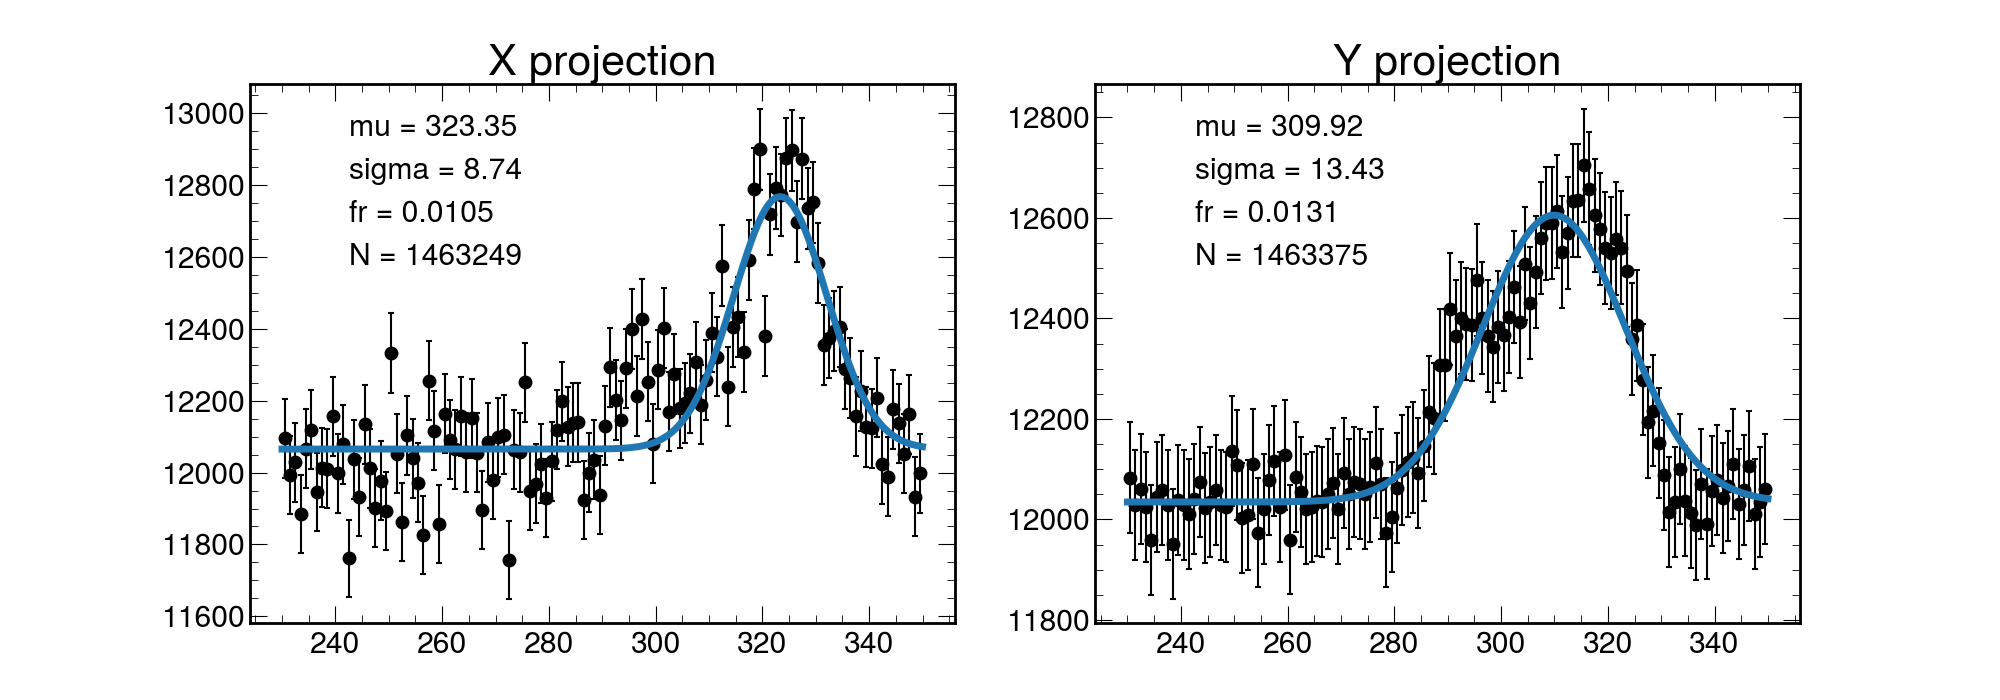 X projection
13000
12800
12600
12400
12200
12000
11800
11600
mu = 323.35
sigma = 8.74
fr = 0.0105
N = 1463249
240 260 280 300 320 340
Y projection
12800
12600
12400
12200
12000
11800
mu = 309.92
sigma = 13.43
fr = 0.0131
N = 1463375
240 260 280 300 320 340